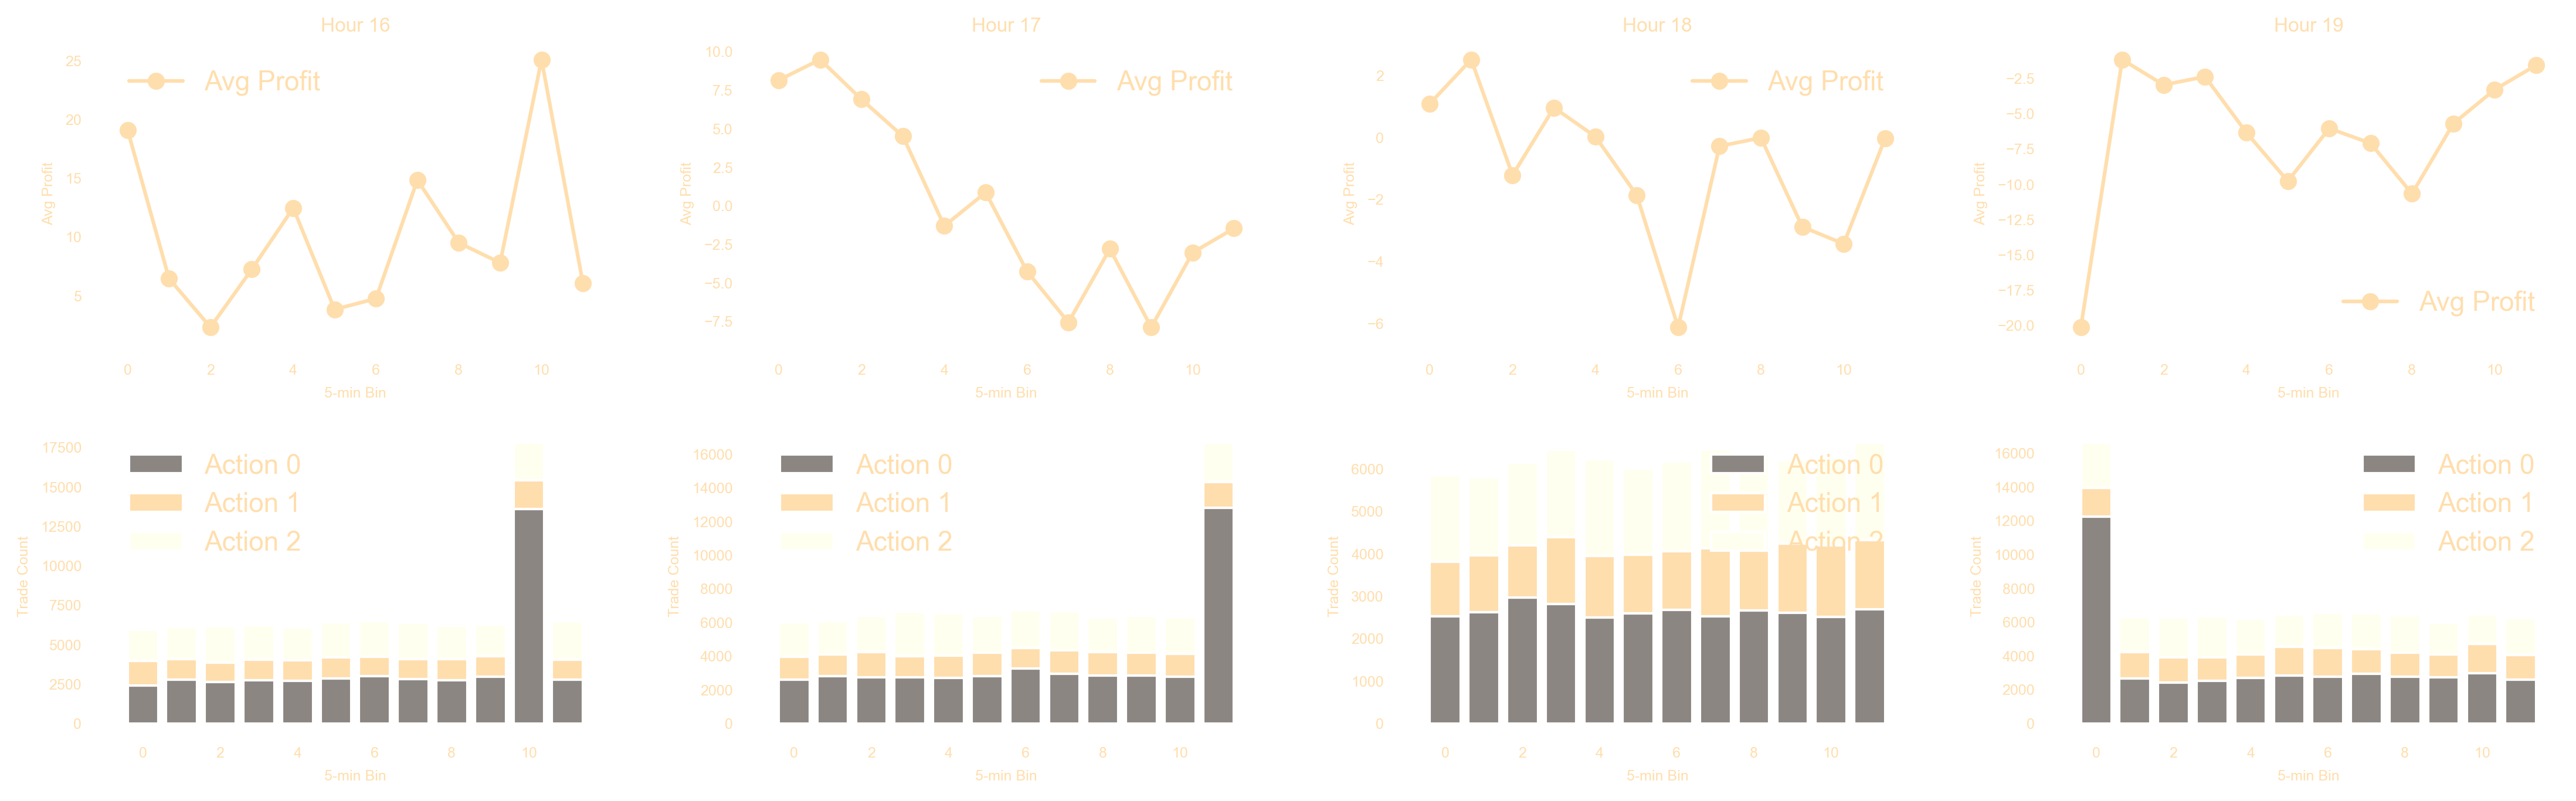 Hour 16
25
20
15
10
5
Avg Profit
Avg Profit
0 2 4 6 8 10
5-min Bin
Hour 17
10.0
7.5
5.0
2.5
0.0
−2.5
−5.0
−7.5
Avg Profit
Avg Profit
0 2 4 6 8 10
5-min Bin
Hour 18
2
0
−2
−4
−6
Avg Profit
Avg Profit
0 2 4 6 8 10
5-min Bin
Hour 19
−2.5
−5.0
−7.5
−10.0
−12.5
−15.0
−17.5
−20.0
Avg Profit
Avg Profit
0 2 4 6 8 10
5-min Bin
17500
15000
12500
10000
7500
5000
2500
0
Trade Count
Action 0
Action 1
Action 2
0 2 4 6 8 10
5-min Bin
16000
14000
12000
10000
8000
6000
4000
2000
0
Trade Count
Action 0
Action 1
Action 2
0 2 4 6 8 10
5-min Bin
6000
5000
4000
3000
2000
1000
0
Trade Count
Action 0
Action 1
Action 2
0 2 4 6 8 10
5-min Bin
16000
14000
12000
10000
8000
6000
4000
2000
0
Trade Count
Action 0
Action 1
Action 2
0 2 4 6 8 10
5-min Bin